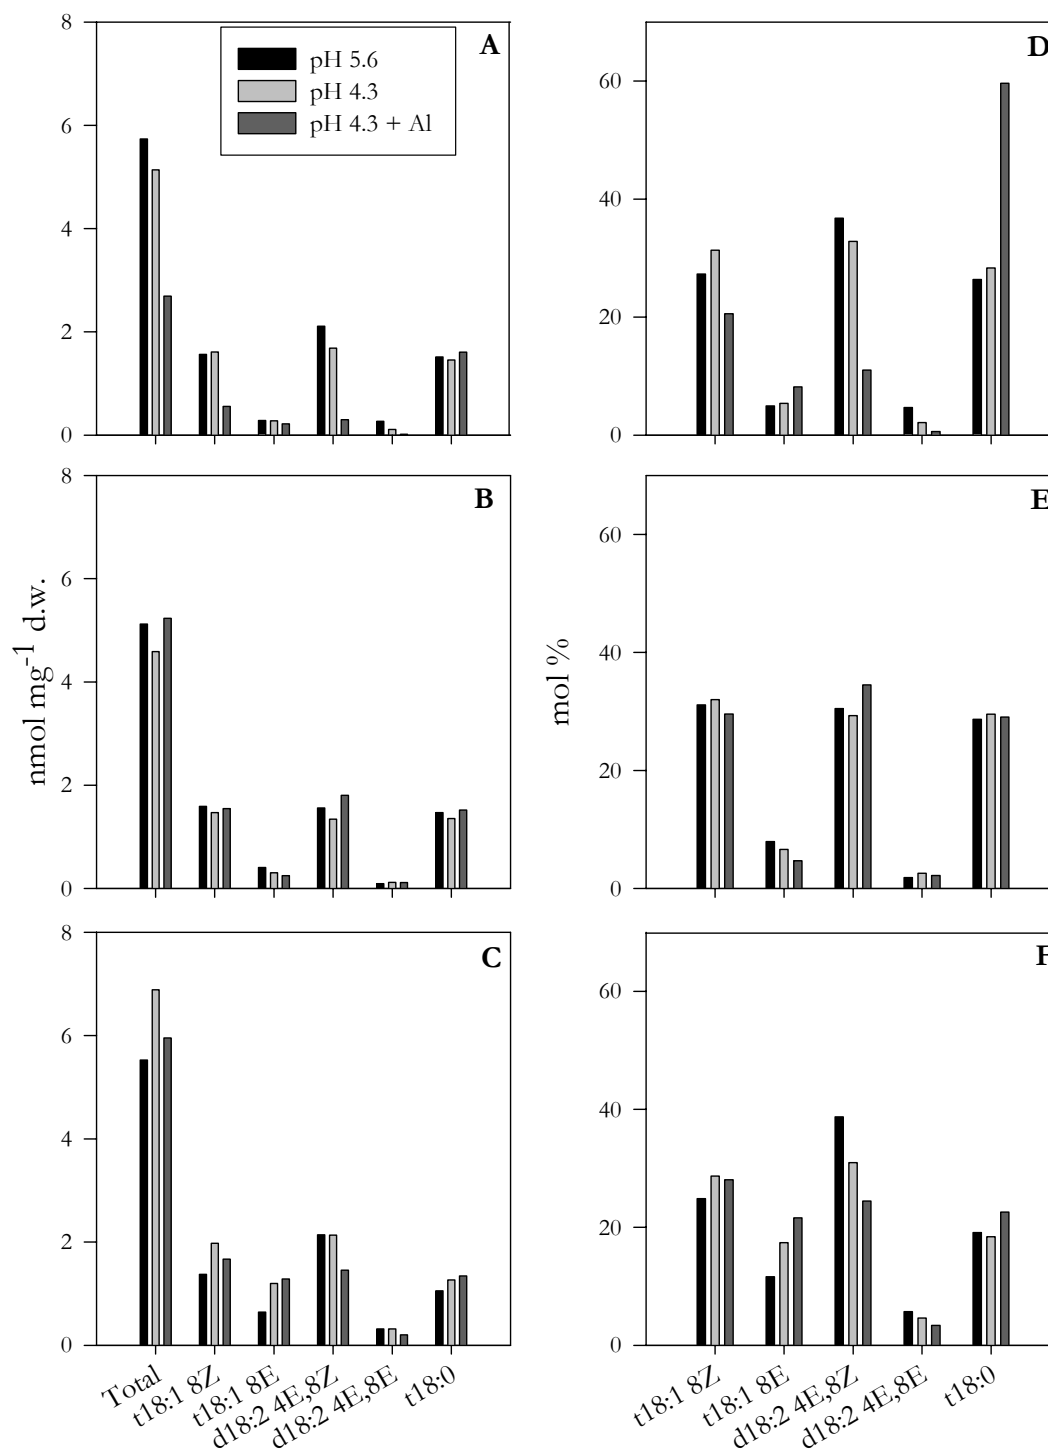 A
pH 5.6
pH 4.3
pH 4.3 + Al
8
6
4
2
0
D
60
40
20
0
B
8
6
4
2
0
E
60
40
20
0
nmol mg-1 d.w.
mol %
C
8
6
4
2
0
F
60
40
20
0
Total
t18:1 8Z
t18:1 8E
d18:2 4E,8Z
d18:2 4E,8E
t18:0
t18:1 8Z
t18:1 8E
d18:2 4E,8Z
d18:2 4E,8E
t18:0